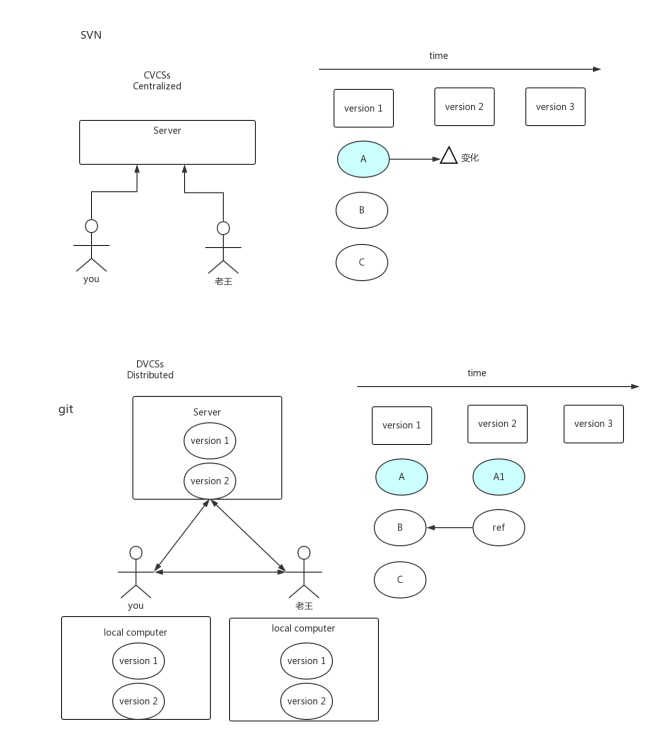 SVN
CVCSs
Centralized
Server
you
老王
time
version 1
version 2
version 3
A
变化
B
C
DVCSs
Distributed
git
Server
version 1
version 2
you
老王
local computer
version 1
version 2
local computer
version 1
version 2
time
version 1
version 2
version 3
A
A1
B
ref
C